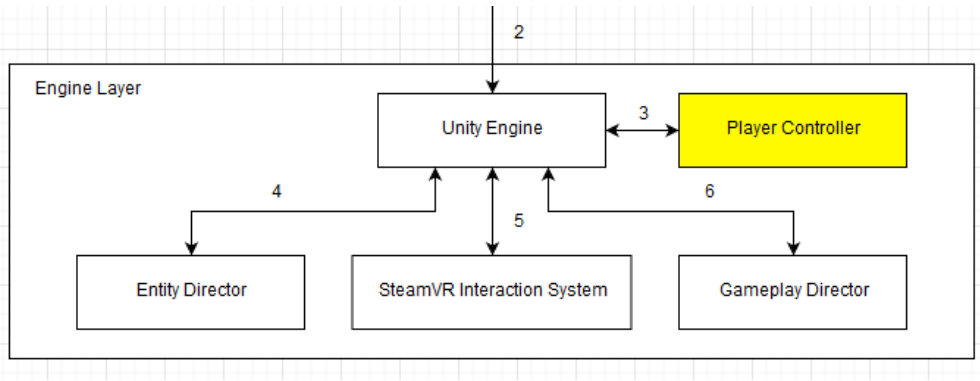 2
Engine Layer
Unity Engine
3
Player Controller
4
5
6
Entity Director
SteamVR Interaction System
Gameplay Director